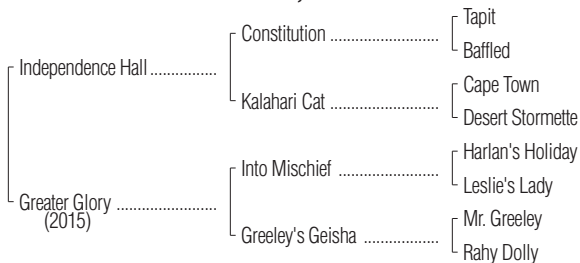 Tapit
Constitution
Baffled
Independence Hall
Cape Town
Kalahari Cat
Desert Stormette
Harlan's Holiday
Into Mischief
Leslie's Lady
Greater Glory
(2015)
Mr. Greeley
Greeley's Geisha
Rahy Dolly